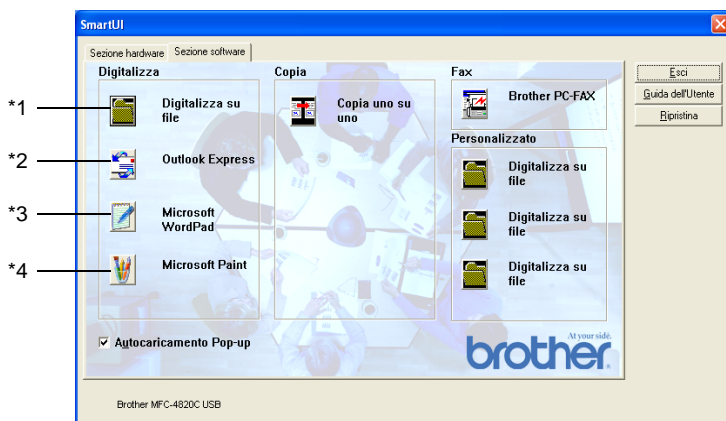 SmartUI
Sezione hardware
Sezione software
Digitalizza
*1
Digitalizza su
file
*2
Outlook Express
*3
Microsoft
WordPad
*4
Microsoft Paint
Autocaricamento Pop-up
Copia
Copia uno su
uno
Fax
Brother PC-FAX
Personalizzato
Digitalizza su
file
Digitalizza su
file
Digitalizza su
file
At your side.
brother
Esci
Guida dell'Utente
Ripristina
Brother MFC-4820C USB